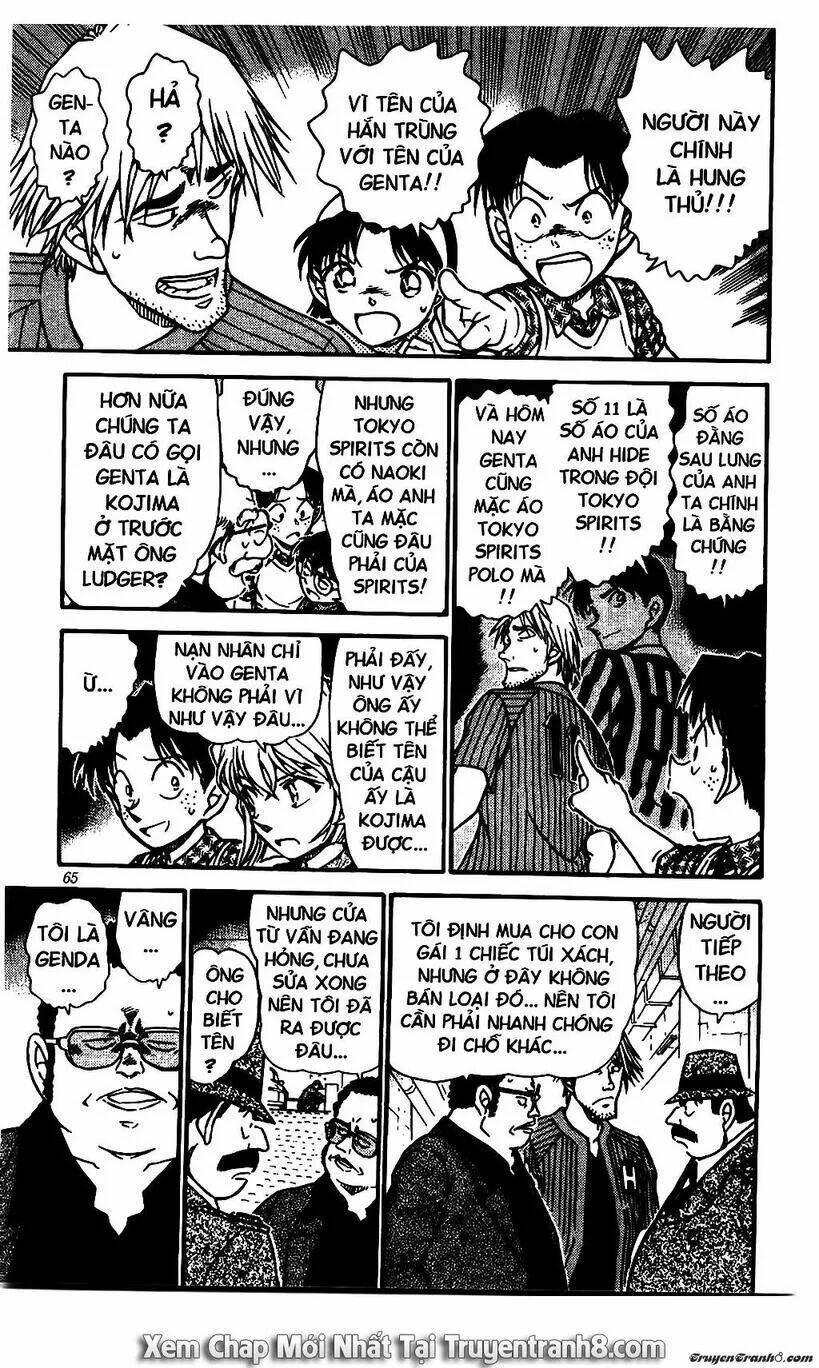 NGƯỜI NÀY
CHÍNH
LÀ HUNG
THỦ!!!
VÌ TÊN CỦA
HẮN TRÙNG
VỚI TÊN CỦA
GENTA!!
HẢ
?
GEN-
TA
NÀO
?
SỐ ÁO
ĐẰNG
SAU LƯNG
CỦA ANH
TA CHÍNH
LÀ BẰNG
CHỨNG
!!
SỐ 11 LÀ
SỐ ÁO CỦA
ANH HIDE
TRONG ĐỘI
TOKYO
SPIRITS
!!
VÀ HÔM
NAY
GENTA
CŨNG
MẶC ÁO
TOKYO
SPIRITS
POLO MÀ
!!
11
NHƯNG
TOKYO
SPIRITS CÒN
CÓ NAOKI
MÀ, ÁO ANH
TA MẶC
CŨNG ĐÂU
PHẢI CỦA
SPIRITS!
ĐÚNG
VẬY,
NHƯNG
...
HƠN NỮA
CHÚNG TA
ĐÂU CÓ GỌI
GENTA LÀ
KOJIMA
Ở TRƯỚC
MẶT ÔNG
LUDGER?
PHẢI ĐẤY,
NHƯ VẬY
ÔNG ẤY
KHÔNG THỂ
BIẾT TÊN
CỦA CẬU
ẤY LÀ
KOJIMA
ĐƯỢC...
NẠN NHÂN CHỈ
VÀO GENTA
KHÔNG PHẢI VÌ
NHƯ VẬY ĐÂU...
Ừ...
65
NGƯỜI
TIẾP
THEO
...
TÔI ĐỊNH MUA CHO CON
GÁI 1 CHIẾC TÚI XÁCH,
NHƯNG Ở ĐÂY KHÔNG
BÁN LOẠI ĐÓ... NÊN TÔI
CẦN PHẢI NHANH CHÓNG
ĐI CHỖ KHÁC...
H
NHƯNG CỬA
TỪ VẪN ĐANG
HỎNG, CHƯA
SỬA XONG
NÊN TÔI ĐÃ
RA ĐƯỢC
ĐÂU...
ÔNG
CHO
BIẾT
TÊN
?
VÂNG
...
TÔI LÀ
GENDA
...
Xem Chap Mới Nhất Tại Truyentranh8.com
TruyenTranh8.com